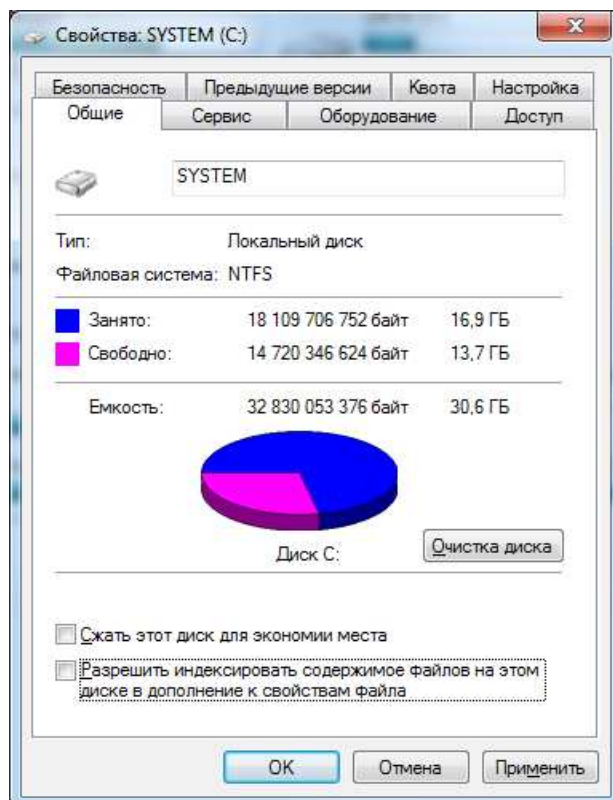 Свойства: SYSTEM (C:)
Безопасность Предыдущие версии Квота Настройка
Общие Сервис Оборудование Доступ
SYSTEM
Тип: Локальный диск
Файловая система: NTFS
Занято: 18 109 706 752 байт 16,9 ГБ
Свободно: 14 720 346 624 байт 13,7 ГБ
Емкость: 32 830 053 376 байт 30,6 ГБ
Диск C:
Очистка диска
Сжать этот диск для экономии места
Разрешить индексировать содержимое файлов на этом
диске в дополнение к свойствам файла
OK Отмена Применить